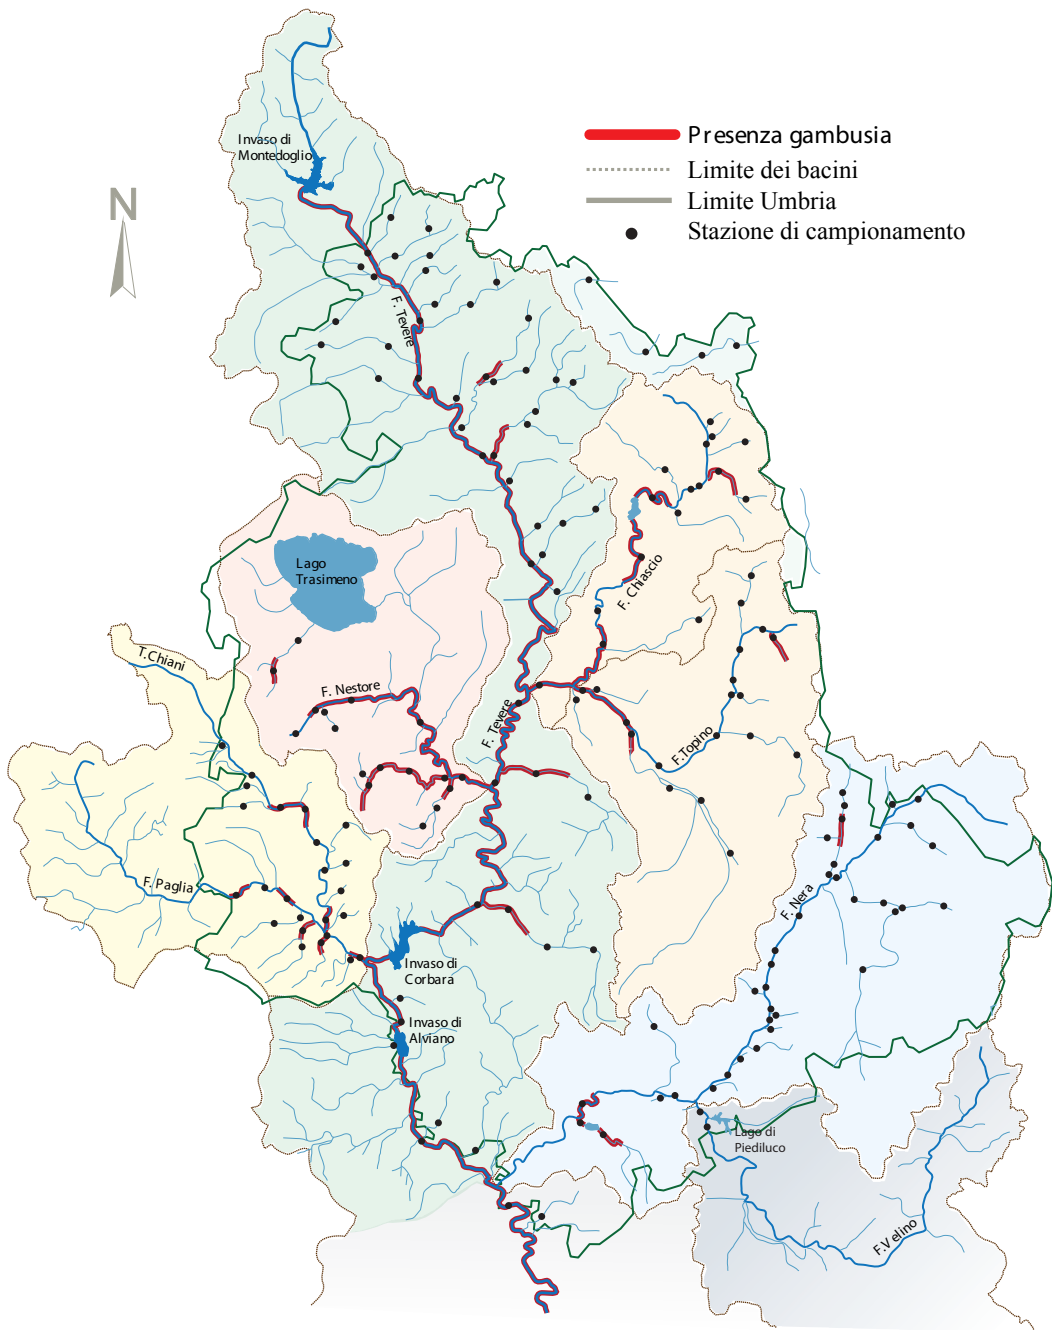 Invaso di
Montedoglio
Presenza gambusia
Limite dei bacini
Limite Umbria
Stazione di campionamento
N
F. Tevere
Lago
Trasimeno
F. Chiascio
T.Chiani
F. Nestore
F. Tevere
F.Topino
F. Paglia
F. Nera
Invaso di
Corbara
Invaso di
Alviano
Lago di
Piediluco
F.Velino